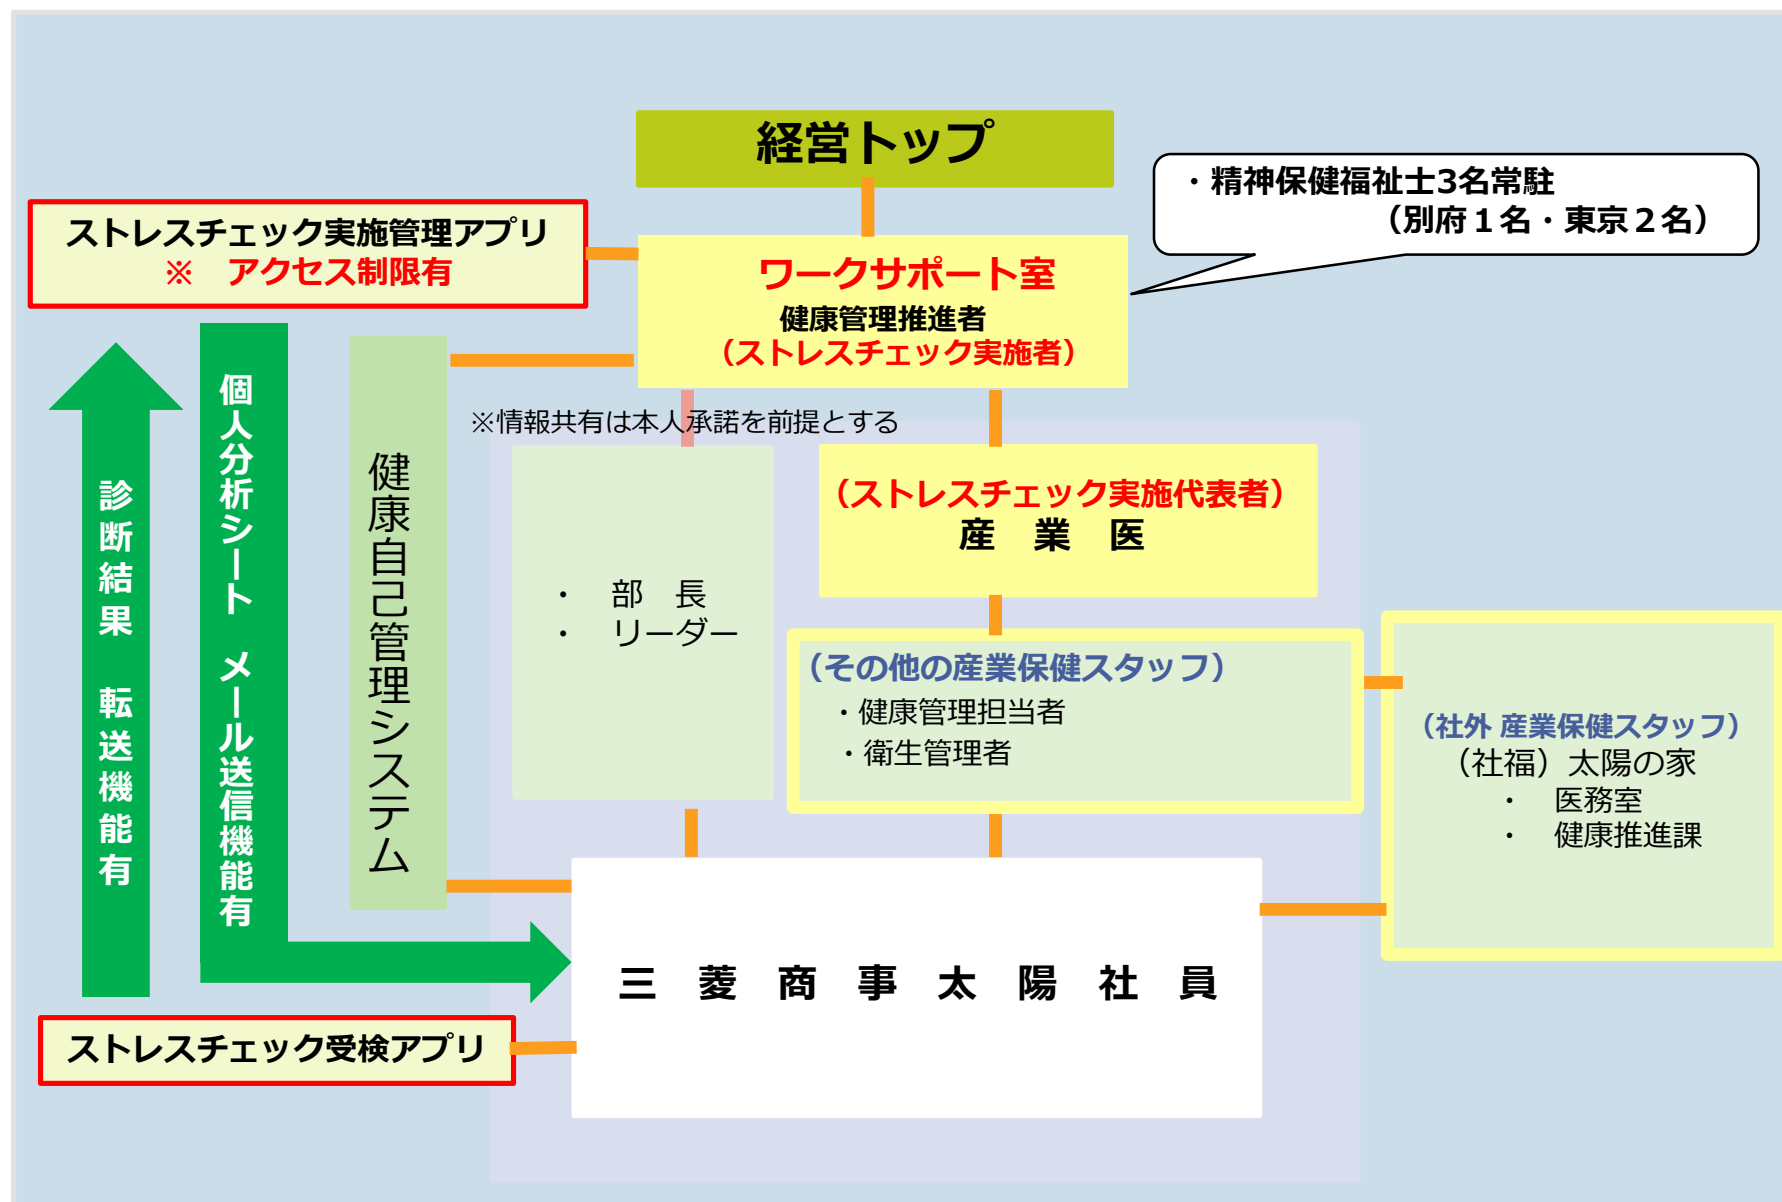 経営トップ
・精神保健福祉士3名常駐
（別府１名・東京２名）
ストレスチェック実施管理アプリ
※　アクセス制限有
ワークサポート室
健康管理推進者
（ストレスチェック実施者）
※情報共有は本人承諾を前提とする
診断結果　転送機能有
個人分析シート　メール送信機能有
健康自己管理システム
・　部　長
・　リーダー
（ストレスチェック実施代表者）
産　業　医
（その他の産業保健スタッフ）
・健康管理担当者
・衛生管理者
（社外 産業保健スタッフ）
（社福）太陽の家
・　医務室
・　健康推進課
三　菱　商　事　太　陽　社　員
ストレスチェック受検アプリ